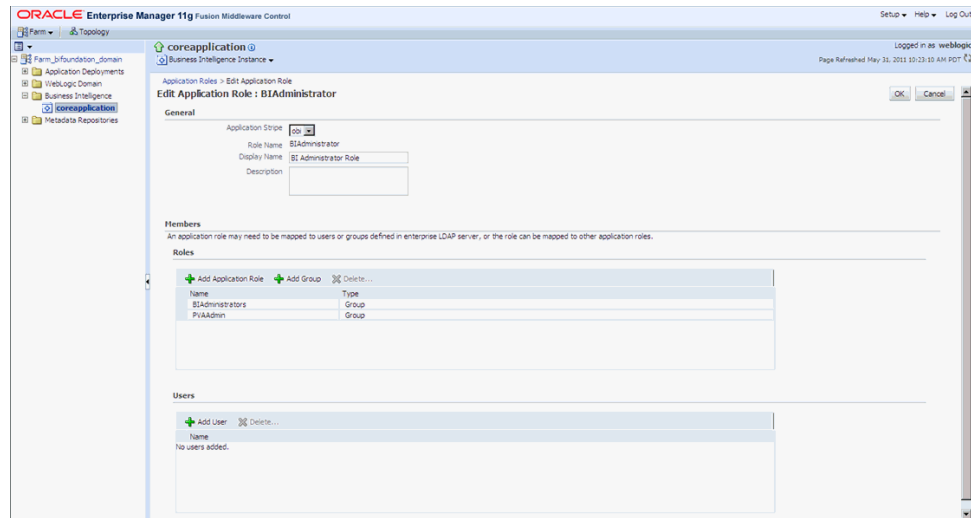 ORACLE Enterprise Manager 11g Fusion Middleware Control
Setup Help Log Out
Farm Topology
Farm_bifoundation_domain
Application Deployments
WebLogic Domain
Business Intelligence
coreapplication
Metadata Repositories
coreapplication
Business Intelligence Instance
Logged in as weblogic
Page Refreshed May 31, 2011 10:23:10 AM PDT
Application Roles > Edit Application Role
Edit Application Role : BIAdministrator
OK Cancel
General
Application Stripe obi
Role Name BIAdministrator
Display Name BI Administrator Role
Description
Members
An application role may need to be mapped to users or groups defined in enterprise LDAP server, or the role can be mapped to other application roles.
Roles
Add Application Role Add Group Delete...
Name Type
BIAdministrators Group
PVAAdmin Group
Users
Add User Delete...
Name
No users added.